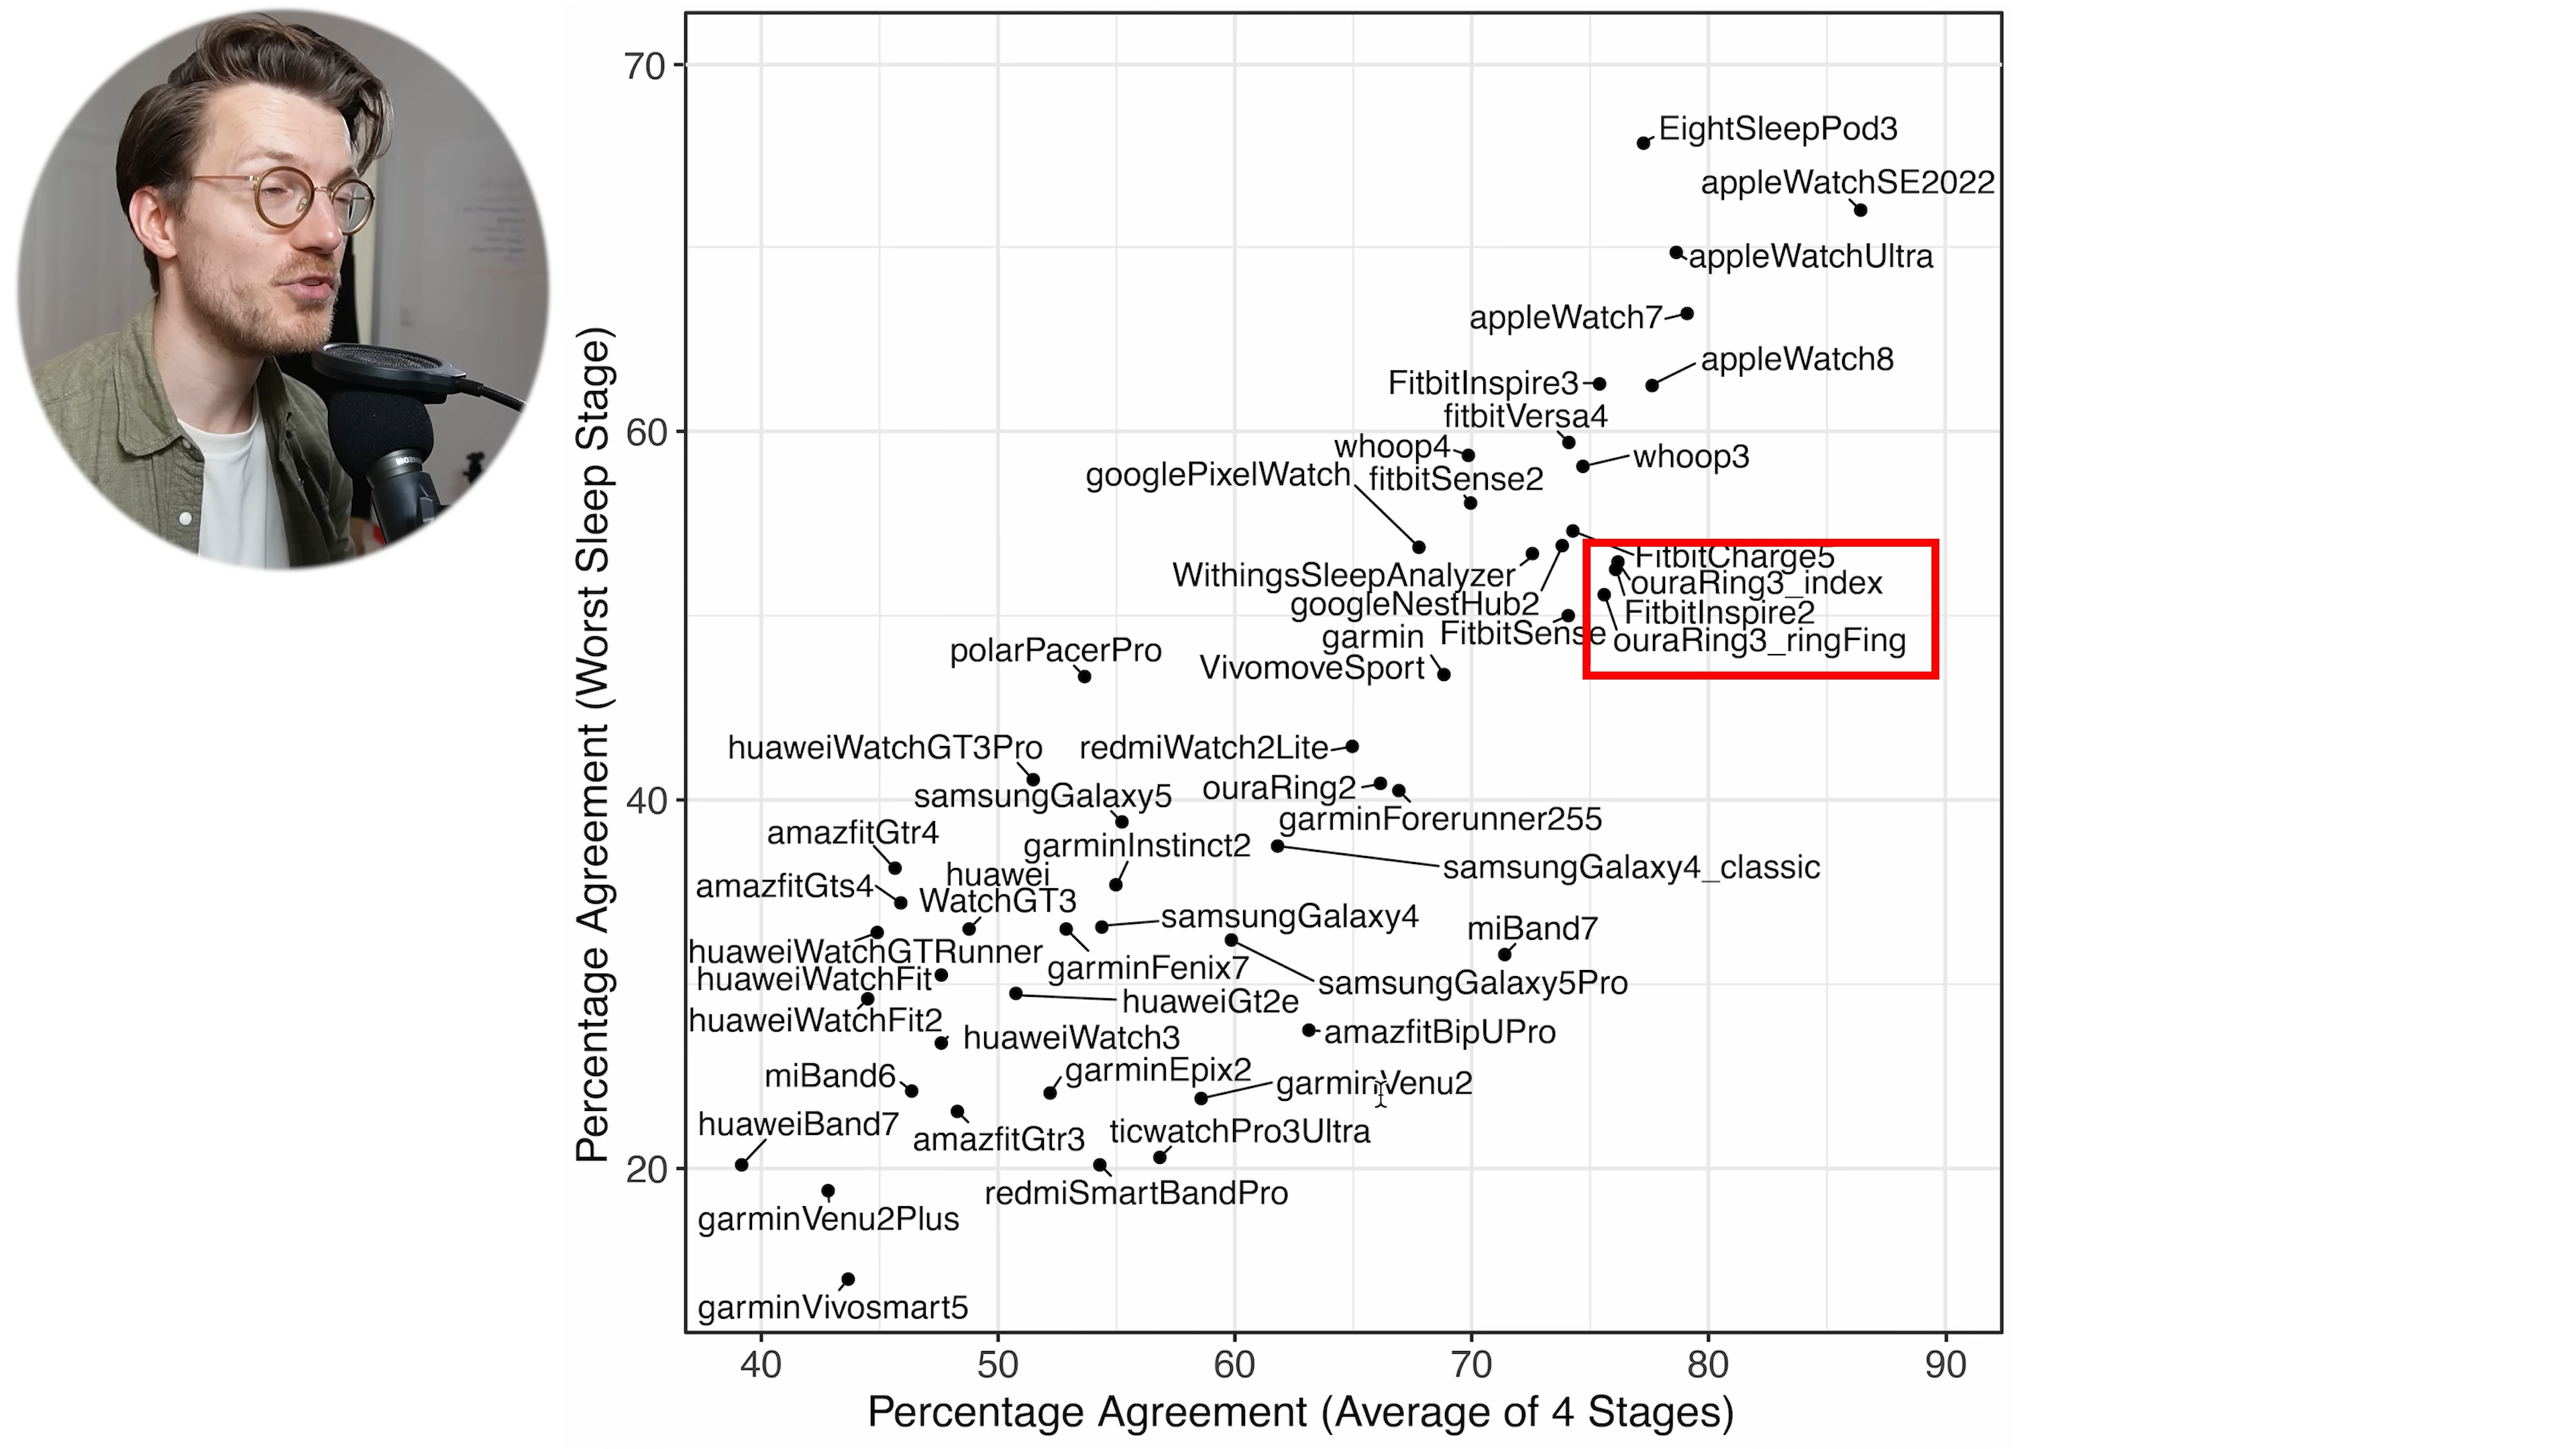 70
EightSleepPod3
appleWatchSE2022
appleWatchUltra
appleWatch7
appleWatch8
FitbitInspire3
fitbitVersa4
60
whoop4
whoop3
googlePixelWatch
fitbitSense2
FitbitCharge5
WithingsSleepAnalyzer
ouraRing3_index
googleNestHub2
FitbitInspire2
garmin
VivomoveSport
FitbitSense
ouraRing3_ringFing
polarPacerPro
huaweiWatchGT3Pro
redmiWatch2Lite
ouraRing2
samsungGalaxy5
40
garminForerunner255
amazfitGtr4
garminInstinct2
samsungGalaxy4_classic
huawei
WatchGT3
amazfitGts4
samsungGalaxy4
miBand7
huaweiWatchGTRunner
garminFenix7
huaweiWatchFit
samsungGalaxy5Pro
huaweiGt2e
huaweiWatchFit2
amazfitBipUPro
huaweiWatch3
miBand6
garminEpix2
garminVenu2
huaweiBand7
amazfitGtr3
ticwatchPro3Ultra
20
redmiSmartBandPro
garminVenu2Plus
garminVivosmart5
40 50 60 70 80 90
Percentage Agreement (Average of 4 Stages)
Percentage Agreement (Worst Sleep Stage)